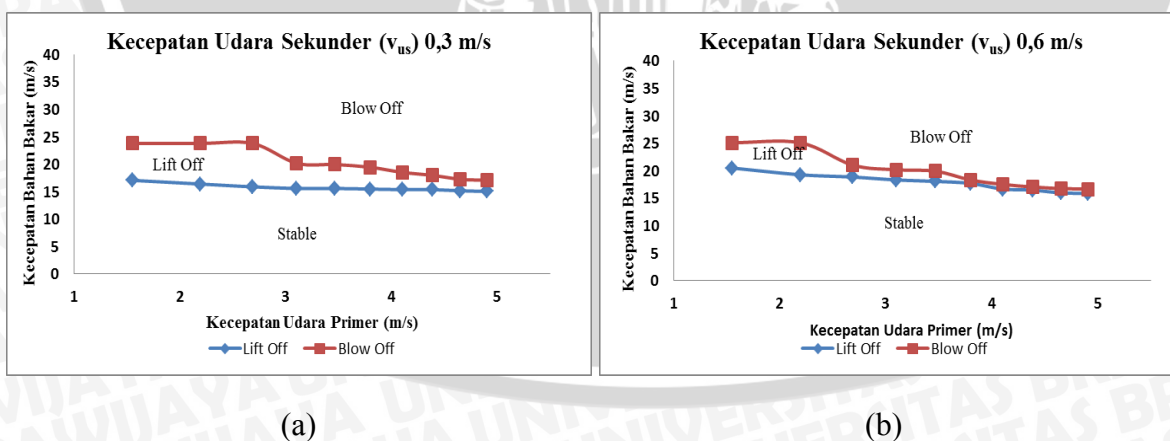 Kecepatan Udara Sekunder (vus) 0,3 m/s
Kecepatan Bahan Bakar (m/s)
40
35
30
25
20
15
10
5
0
Blow Off
Lift Off
Stable
1 2 3 4 5
Kecepatan Udara Primer (m/s)
Lift Off Blow Off
(a)
Kecepatan Udara Sekunder (vus) 0,6 m/s
Kecepatan Bahan Bakar (m/s)
40
35
30
25
20
15
10
5
0
Blow Off
Lift Off
Stable
1 2 3 4 5
Kecepatan Udara Primer (m/s)
Lift Off Blow Off
(b)